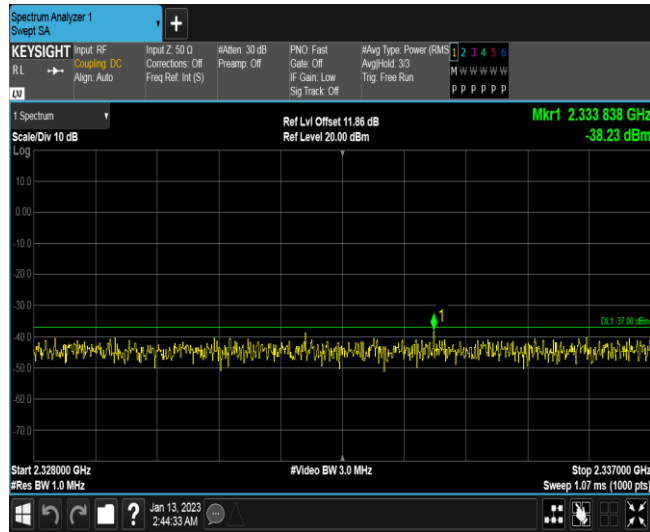 Spectrum Analyzer 1
Swept SA
KEYSIGHT
RL
LXI
Input: RF
Coupling: DC
Align: Auto
Input Z: 50 Ω
Corrections: Off
Freq Ref: Int (S)
#Atten: 30 dB
Preamp: Off
PNO: Fast
Gate: Off
IF Gain: Low
Sig Track: Off
#Avg Type: Power (RMS
Avg|Hold: 3/3
Trig: Free Run
1 2 3 4 5 6
M W W W W W
P P P P P P
1 Spectrum
Scale/Div 10 dB
Log
Ref Lvl Offset 11.86 dB
Ref Level 20.00 dBm
Mkr1 2.333 838 GHz
-38.23 dBm
10.0
0.00
-10.0
-20.0
-30.0
-40.0
-50.0
-60.0
-70.0
1
DL1 -37.00 dBm
Start 2.328000 GHz
#Res BW 1.0 MHz
#Video BW 3.0 MHz
Stop 2.337000 GHz
Sweep 1.07 ms (1000 pts)
?
Jan 13, 2023
2:44:33 AM